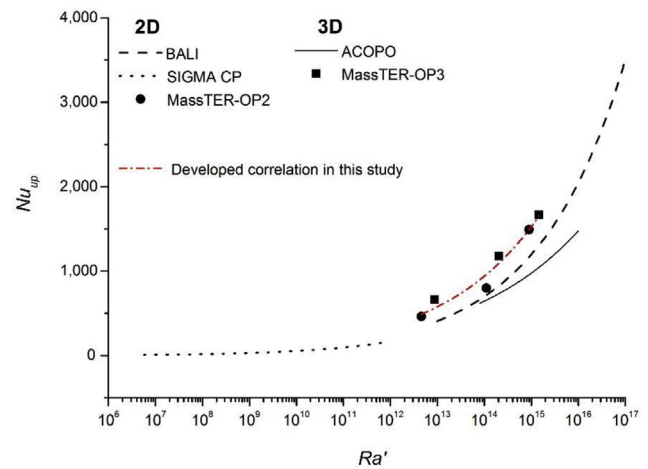 4,000
3,000
2,000
1,000
0
Nu_up
2D
BALI
SIGMA CP
MassTER-OP2
3D
ACOPO
MassTER-OP3
Developed correlation in this study
10^6 10^7 10^8 10^9 10^10 10^11 10^12 10^13 10^14 10^15 10^16 10^17
Ra'